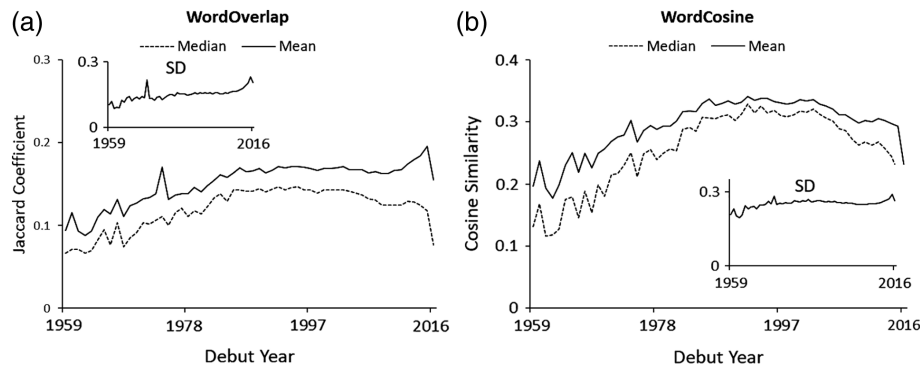 (a)
WordOverlap
Median Mean
0.3
0.2
0.1
0
Jaccard Coefficient
0.3
SD
0
1959 2016
1959 1978 1997 2016
Debut Year
(b)
WordCosine
Median Mean
0.4
0.3
0.2
0.1
0
Cosine Similarity
0.3
SD
0
1959 2016
1959 1978 1997 2016
Debut Year